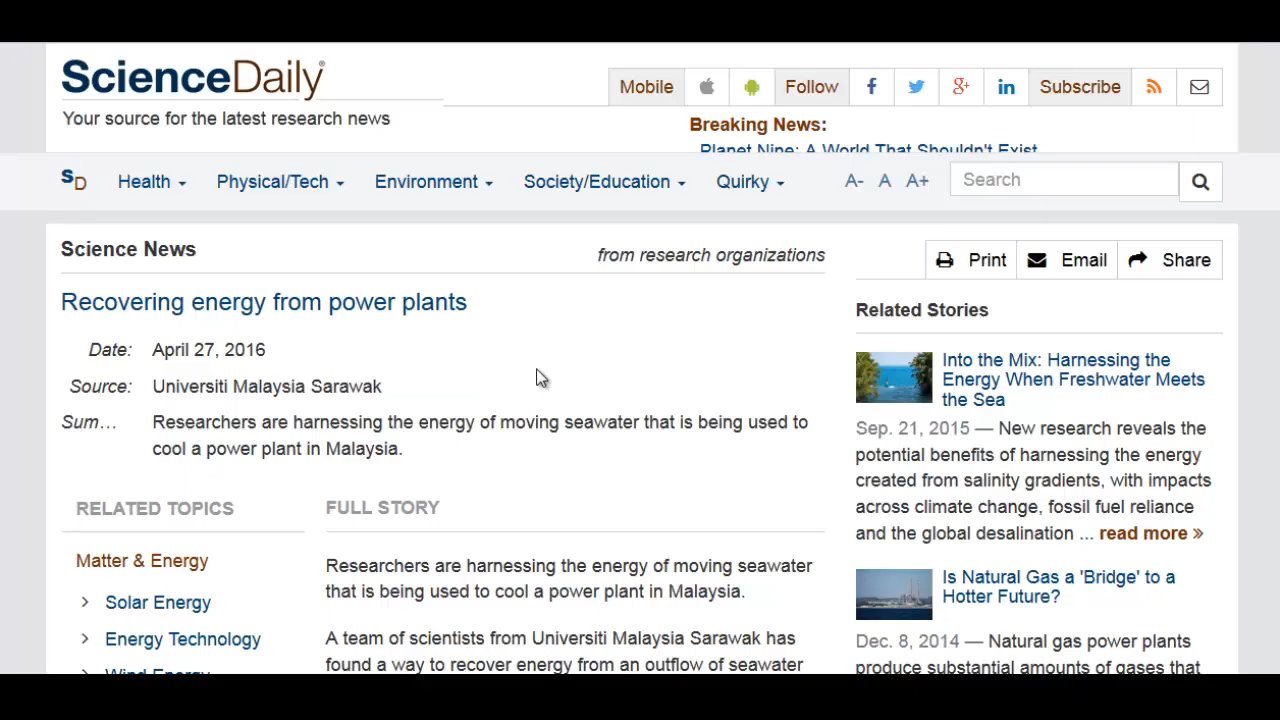 ScienceDaily®
Your source for the latest research news
Mobile Follow Subscribe
Breaking News:
Planet Nine: A World That Shouldn't Exist
SD Health Physical/Tech Environment Society/Education Quirky A- A A+ Search
Science News
from research organizations
Recovering energy from power plants
Date: April 27, 2016
Source: Universiti Malaysia Sarawak
Sum… Researchers are harnessing the energy of moving seawater that is being used to
cool a power plant in Malaysia.
RELATED TOPICS
Matter & Energy
Solar Energy
Energy Technology
Wind Energy
FULL STORY
Researchers are harnessing the energy of moving seawater
that is being used to cool a power plant in Malaysia.
A team of scientists from Universiti Malaysia Sarawak has
found a way to recover energy from an outflow of seawater
Print Email Share
Related Stories
Into the Mix: Harnessing the
Energy When Freshwater Meets
the Sea
Sep. 21, 2015 — New research reveals the
potential benefits of harnessing the energy
created from salinity gradients, with impacts
across climate change, fossil fuel reliance
and the global desalination ... read more »
Is Natural Gas a 'Bridge' to a
Hotter Future?
Dec. 8, 2014 — Natural gas power plants
produce substantial amounts of gases that